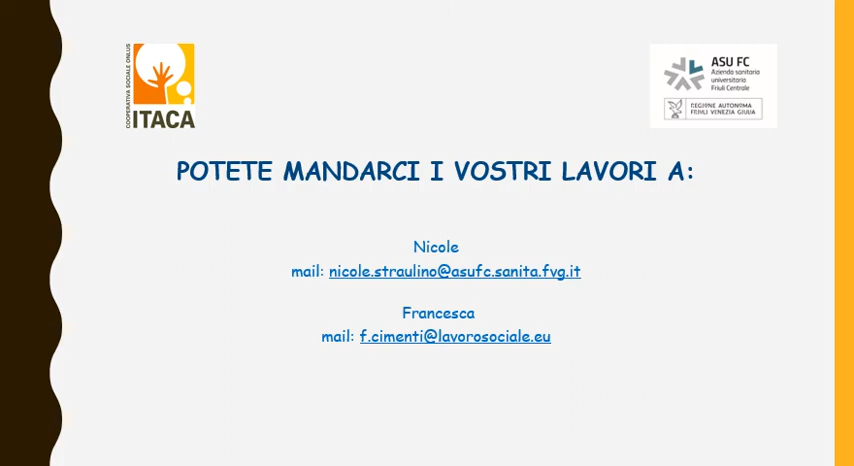 COOPERATIVA SOCIALE ONLUS
ITACA
ASU FC
Azienda sanitaria
universitaria
Friuli Centrale
REGIONE AUTONOMA
FRIULI VENEZIA GIULIA
POTETE MANDARCI I VOSTRI LAVORI A:
Nicole
mail: nicole.straulino@asufc.sanita.fvg.it
Francesca
mail: f.cimenti@lavorosociale.eu